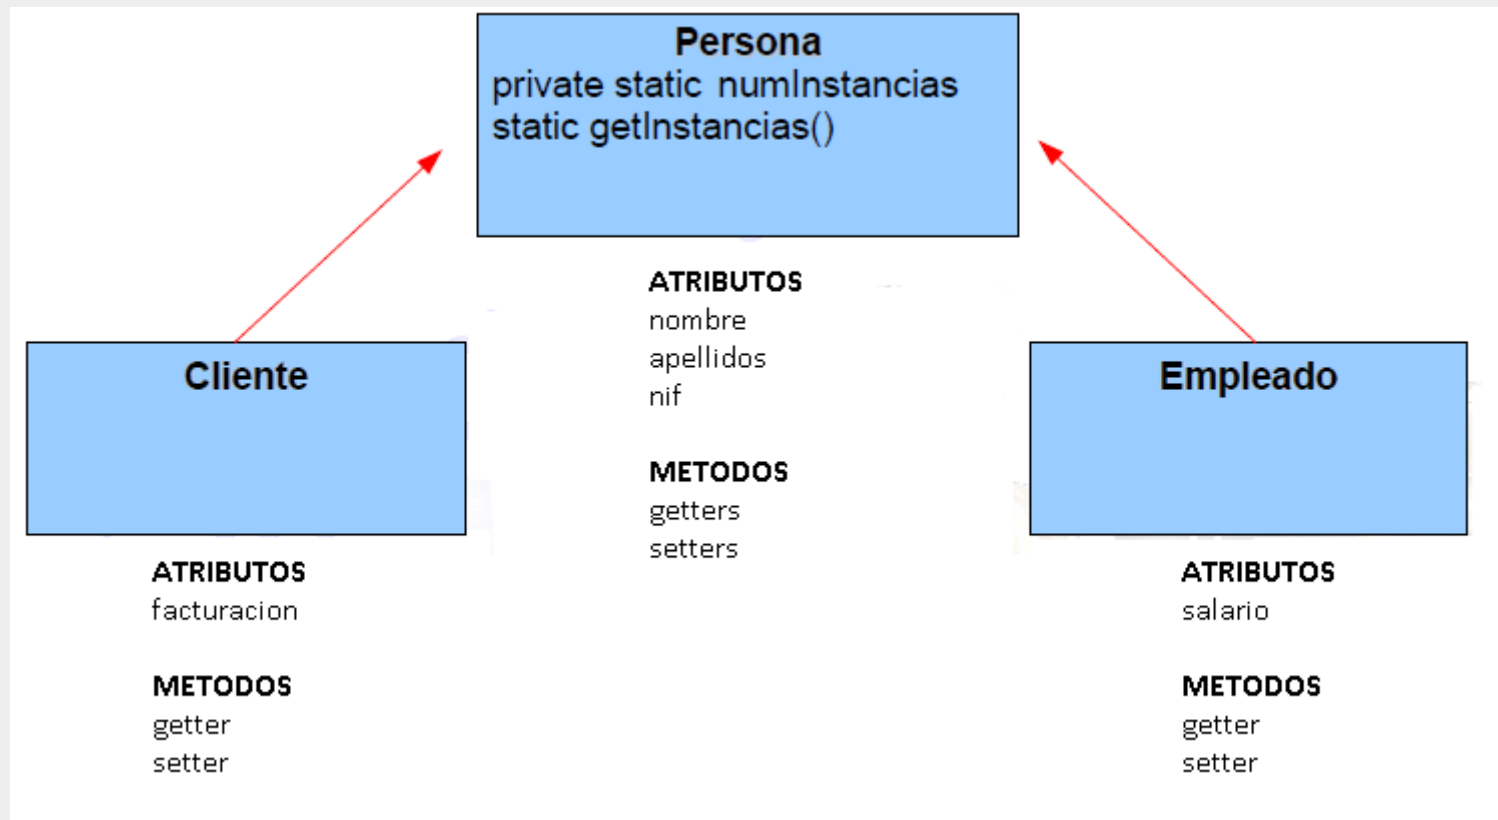 Persona
private static numInstancias
static getInstancias()
ATRIBUTOS
nombre
apellidos
nif
METODOS
getters
setters
Cliente
ATRIBUTOS
facturacion
METODOS
getter
setter
Empleado
ATRIBUTOS
salario
METODOS
getter
setter